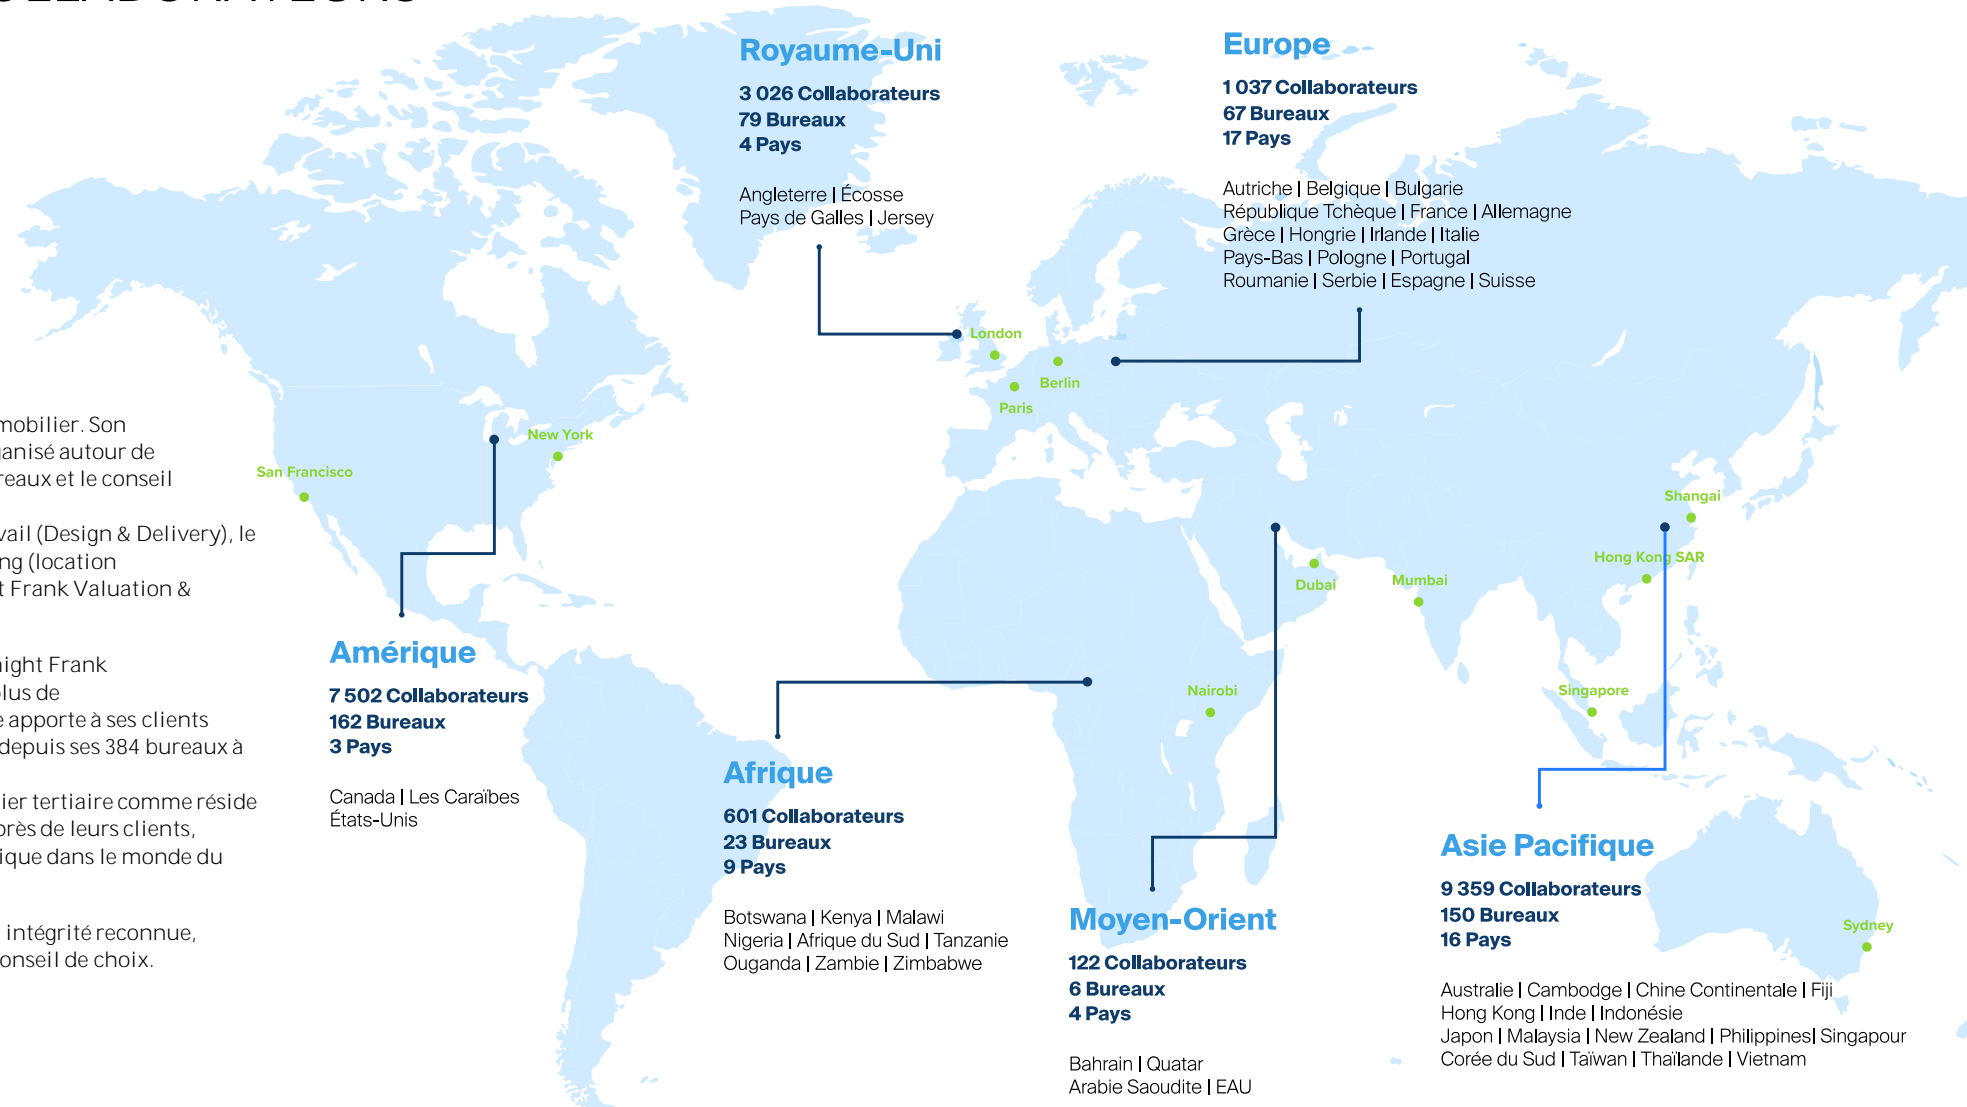 mobilier. Son
ganisé autour de
reaux et le conseil
vail (Design & Delivery), le
ng (location
t Frank Valuation &
night Frank
plus de
e apporte à ses clients
depuis ses 384 bureaux à
ier tertiaire comme réside
près de leurs clients,
ique dans le monde du
intégrité reconnue,
onseil de choix.
Royaume-Uni
3 026 Collaborateurs
79 Bureaux
4 Pays
Angleterre | Écosse
Pays de Galles | Jersey
Europe
1 037 Collaborateurs
67 Bureaux
17 Pays
Autriche | Belgique | Bulgarie
République Tchèque | France | Allemagne
Grèce | Hongrie | Irlande | Italie
Pays-Bas | Pologne | Portugal
Roumanie | Serbie | Espagne | Suisse
London
Berlin
Paris
New York
San Francisco
Shangai
Hong Kong SAR
Dubai
Mumbai
Nairobi
Singapore
Sydney
Amérique
7 502 Collaborateurs
162 Bureaux
3 Pays
Canada | Les Caraïbes
États-Unis
Afrique
601 Collaborateurs
23 Bureaux
9 Pays
Botswana | Kenya | Malawi
Nigeria | Afrique du Sud | Tanzanie
Ouganda | Zambie | Zimbabwe
Moyen-Orient
122 Collaborateurs
6 Bureaux
4 Pays
Bahrain | Quatar
Arabie Saoudite | EAU
Asie Pacifique
9 359 Collaborateurs
150 Bureaux
16 Pays
Australie | Cambodge | Chine Continentale | Fiji
Hong Kong | Inde | Indonésie
Japon | Malaysia | New Zealand | Philippines| Singapour
Corée du Sud | Taïwan | Thaïlande | Vietnam